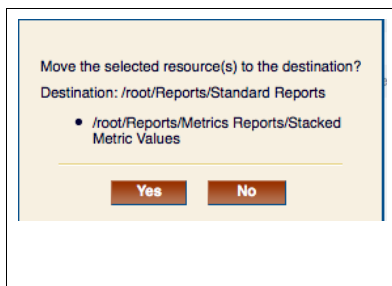 Move the selected resource(s) to the destination?
Destination: /root/Reports/Standard Reports
• /root/Reports/Metrics Reports/Stacked
Metric Values
Yes No